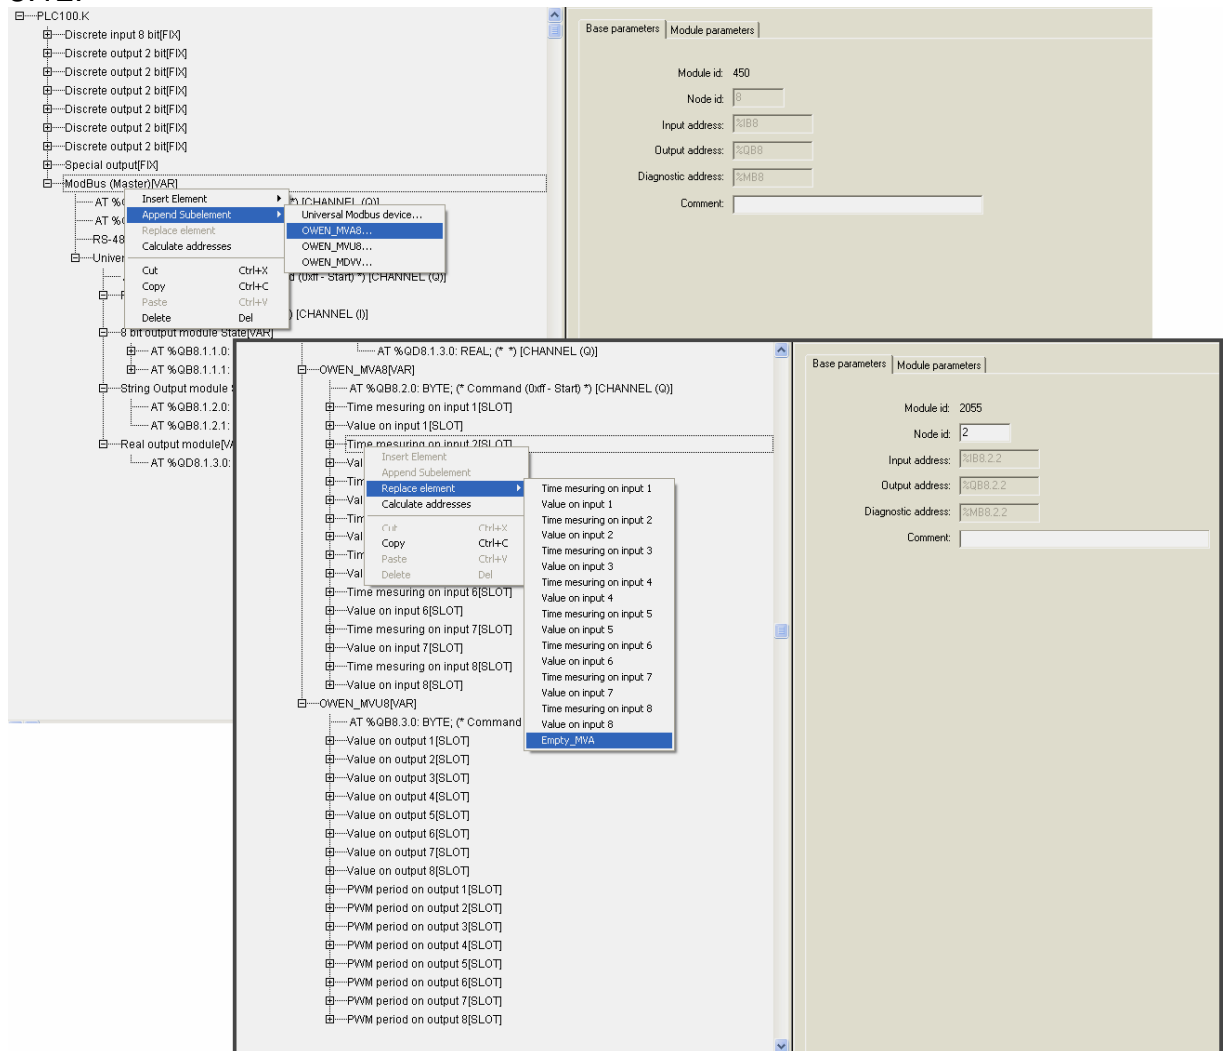 PLC100.K
Discrete input 8 bit[FIX]
Discrete output 2 bit[FIX]
Discrete output 2 bit[FIX]
Discrete output 2 bit[FIX]
Discrete output 2 bit[FIX]
Discrete output 2 bit[FIX]
Special output[FIX]
ModBus (Master)[VAR]
AT %
*) [CHANNEL (Q)]
AT %
RS-48
Univer
d (0xff - Start) *) [CHANNEL (Q)]
) [CHANNEL (I)]
8 bit output module State[VAR]
AT %QB8.1.1.0:
AT %QB8.1.1.1:
String Output module
AT %QB8.1.2.0:
AT %QB8.1.2.1:
Real output module[VA
AT %QD8.1.3.0:
Insert Element
Append Subelement
Replace element
Calculate addresses
Cut Ctrl+X
Copy Ctrl+C
Paste Ctrl+V
Delete Del
Universal Modbus device...
OWEN_MVA8...
OWEN_MVU8...
OWEN_MDVV...
Base parameters Module parameters
Module id: 450
Node id: 8
Input address: %IB8
Output address: %QB8
Diagnostic address: %MB8
Comment:
AT %QD8.1.3.0: REAL; (* *) [CHANNEL (Q)]
OWEN_MVA8[VAR]
AT %QB8.2.0: BYTE; (* Command (0xff - Start) *) [CHANNEL (Q)]
Time mesuring on input 1[SLOT]
Value on input 1[SLOT]
Time mesuring on input 2[SLOT]
Val
Tim
Val
Tim
Val
Tim
Val
Time mesuring on input 6[SLOT]
Value on input 6[SLOT]
Time mesuring on input 7[SLOT]
Value on input 7[SLOT]
Time mesuring on input 8[SLOT]
Value on input 8[SLOT]
OWEN_MVU8[VAR]
AT %QB8.3.0: BYTE; (* Command
Value on output 1[SLOT]
Value on output 2[SLOT]
Value on output 3[SLOT]
Value on output 4[SLOT]
Value on output 5[SLOT]
Value on output 6[SLOT]
Value on output 7[SLOT]
Value on output 8[SLOT]
PWM period on output 1[SLOT]
PWM period on output 2[SLOT]
PWM period on output 3[SLOT]
PWM period on output 4[SLOT]
PWM period on output 5[SLOT]
PWM period on output 6[SLOT]
PWM period on output 7[SLOT]
PWM period on output 8[SLOT]
Insert Element
Append Subelement
Replace element
Calculate addresses
Cut Ctrl+X
Copy Ctrl+C
Paste Ctrl+V
Delete Del
Time mesuring on input 1
Value on input 1
Time mesuring on input 2
Value on input 2
Time mesuring on input 3
Value on input 3
Time mesuring on input 4
Value on input 4
Time mesuring on input 5
Value on input 5
Time mesuring on input 6
Value on input 6
Time mesuring on input 7
Value on input 7
Time mesuring on input 8
Value on input 8
Empty_MVA
Base parameters Module parameters
Module id: 2055
Node id: 2
Input address: %IB8.2.2
Output address: %QB8.2.2
Diagnostic address: %MB8.2.2
Comment: